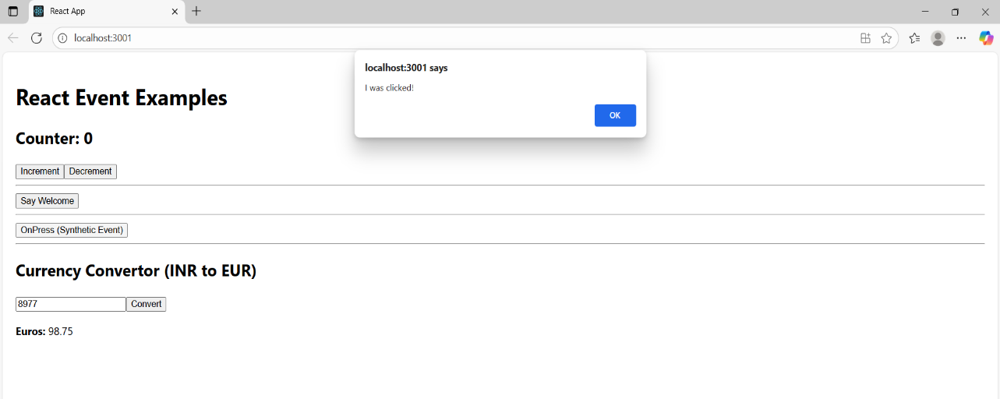 React App
localhost:3001
localhost:3001 says
I was clicked!
OK
React Event Examples
Counter: 0
Increment Decrement
Say Welcome
OnPress (Synthetic Event)
Currency Convertor (INR to EUR)
8977 Convert
Euros: 98.75